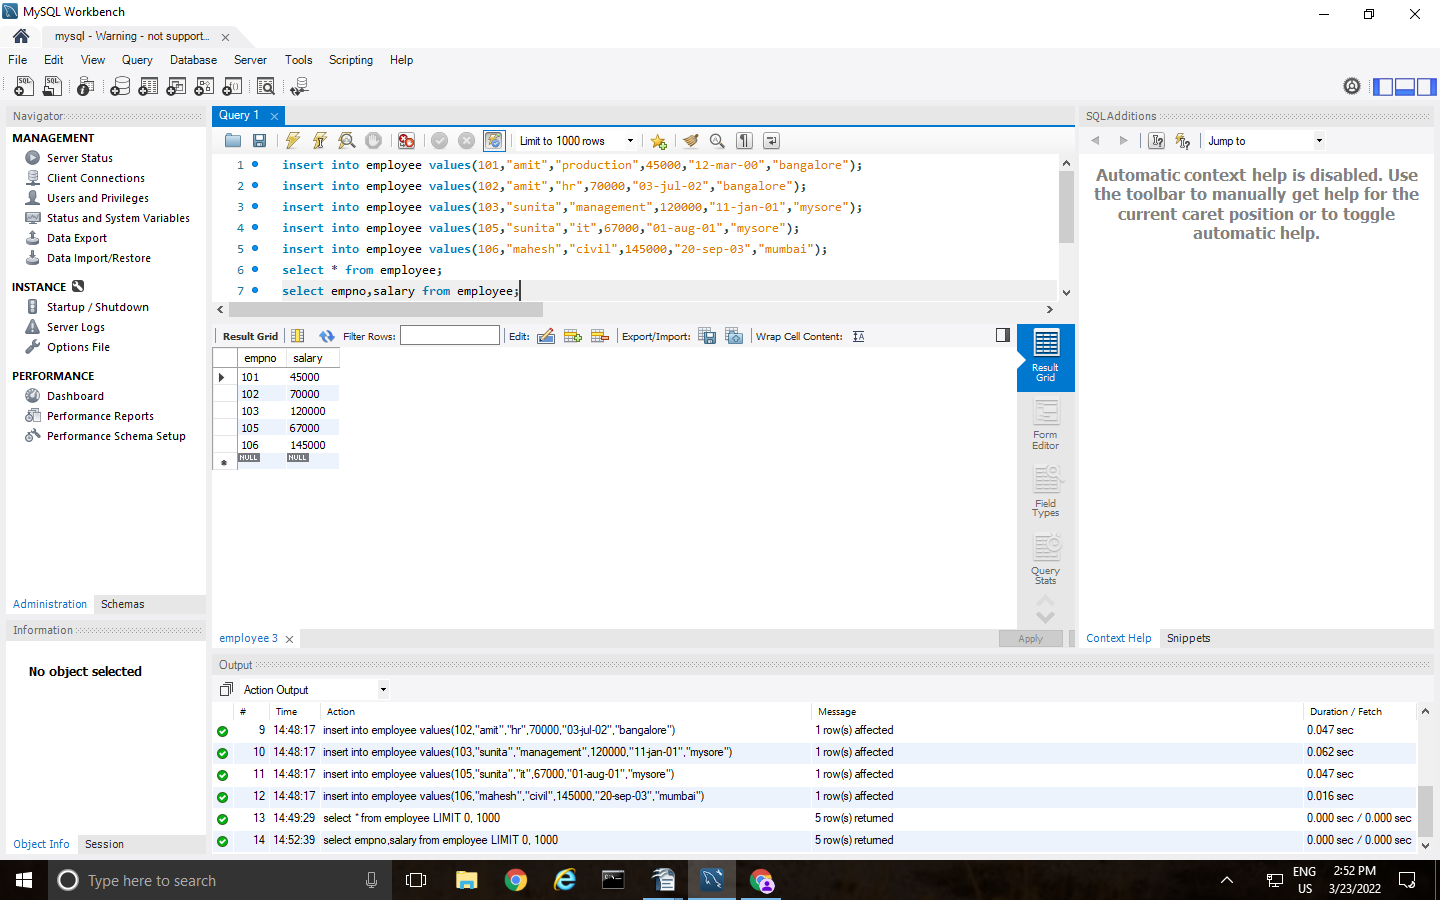 MySQL Workbench
mysql - Warning - not support...
File Edit View Query Database Server Tools Scripting Help
Navigator
MANAGEMENT
Server Status
Client Connections
Users and Privileges
Status and System Variables
Data Export
Data Import/Restore
INSTANCE
Startup / Shutdown
Server Logs
Options File
PERFORMANCE
Dashboard
Performance Reports
Performance Schema Setup
Administration Schemas
Information
No object selected
Object Info Session
Query 1
Limit to 1000 rows
1 insert into employee values(101,"amit","production",45000,"12-mar-00","bangalore");
2 insert into employee values(102,"amit","hr",70000,"03-jul-02","bangalore");
3 insert into employee values(103,"sunita","management",120000,"11-jan-01","mysore");
4 insert into employee values(105,"sunita","it",67000,"01-aug-01","mysore");
5 insert into employee values(106,"mahesh","civil",145000,"20-sep-03","mumbai");
6 select * from employee;
7 select empno,salary from employee;
Result Grid Filter Rows: Edit: Export/Import: Wrap Cell Content:
empno salary
101 45000
102 70000
103 120000
105 67000
106 145000
NULL NULL
Result
Grid
Form
Editor
Field
Types
Query
Stats
employee 3 Apply
SQLAdditions
Jump to
Automatic context help is disabled. Use
the toolbar to manually get help for the
current caret position or to toggle
automatic help.
Context Help Snippets
Output
Action Output
# Time Action Message Duration / Fetch
9 14:48:17 insert into employee values(102,"amit","hr",70000,"03-jul-02","bangalore") 1 row(s) affected 0.047 sec
10 14:48:17 insert into employee values(103,"sunita","management",120000,"11-jan-01","mysore") 1 row(s) affected 0.062 sec
11 14:48:17 insert into employee values(105,"sunita","it",67000,"01-aug-01","mysore") 1 row(s) affected 0.047 sec
12 14:48:17 insert into employee values(106,"mahesh","civil",145000,"20-sep-03","mumbai") 1 row(s) affected 0.016 sec
13 14:49:29 select * from employee LIMIT 0, 1000 5 row(s) returned 0.000 sec / 0.000 sec
14 14:52:39 select empno,salary from employee LIMIT 0, 1000 5 row(s) returned 0.000 sec / 0.000 sec
Type here to search
ENG
US
2:52 PM
3/23/2022